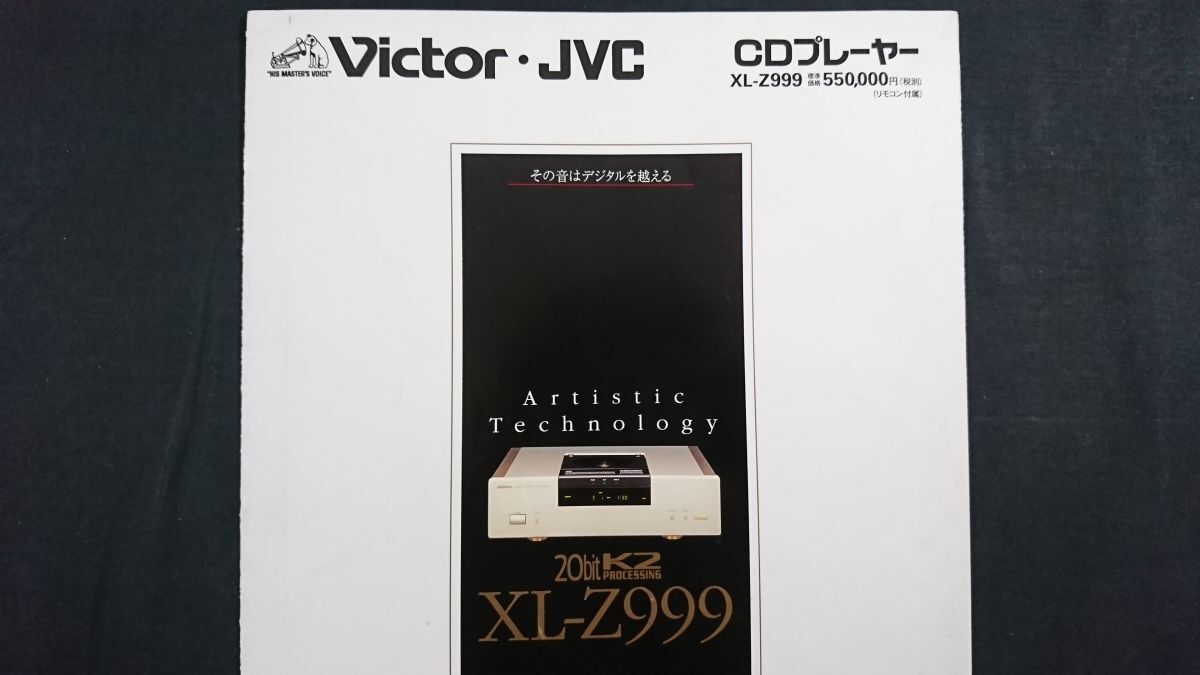 "HIS MASTER'S VOICE"
Victor・JVC
CDプレーヤー
XL-Z999 標準価格 550,000円(税別)
(リモコン付属)
その音はデジタルを越える
Artistic
Technology
20bit K2 PROCESSING
XL-Z999